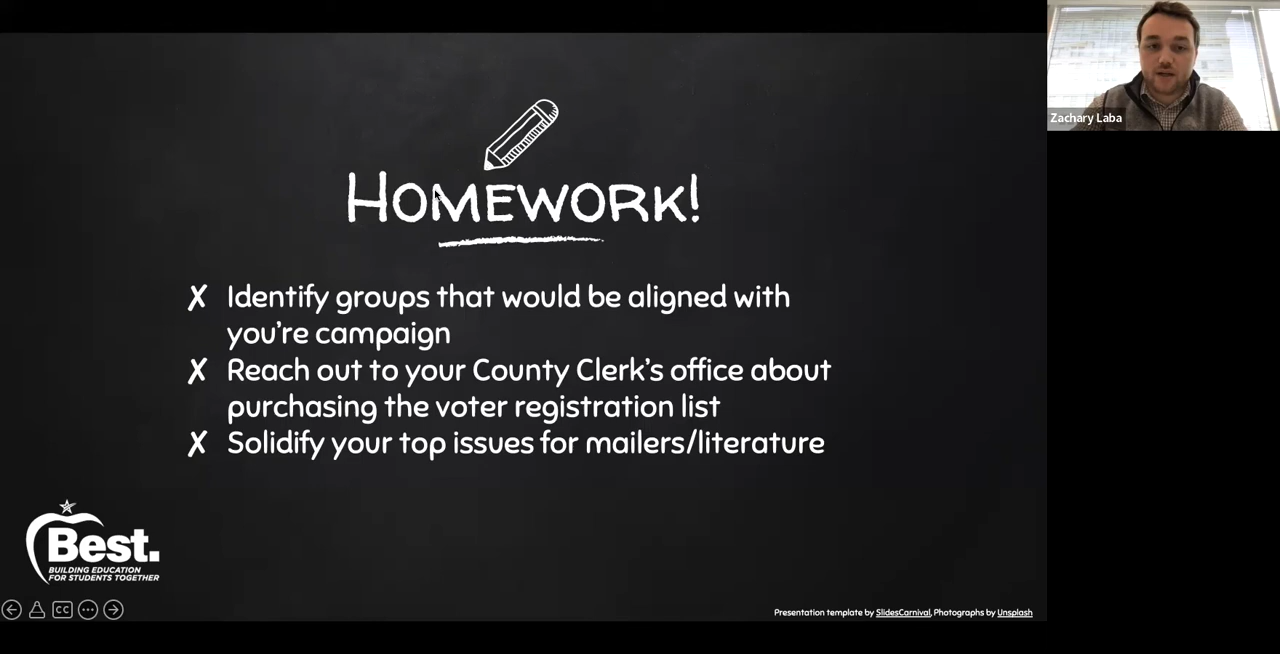 Zachary Laba
HOMEWORK!
✗ Identify groups that would be aligned with
you're campaign
✗ Reach out to your County Clerk's office about
purchasing the voter registration list
✗ Solidify your top issues for mailers/literature
Best.
BUILDING EDUCATION
FOR STUDENTS TOGETHER
CC
Presentation template by SlidesCarnival, Photographs by Unsplash